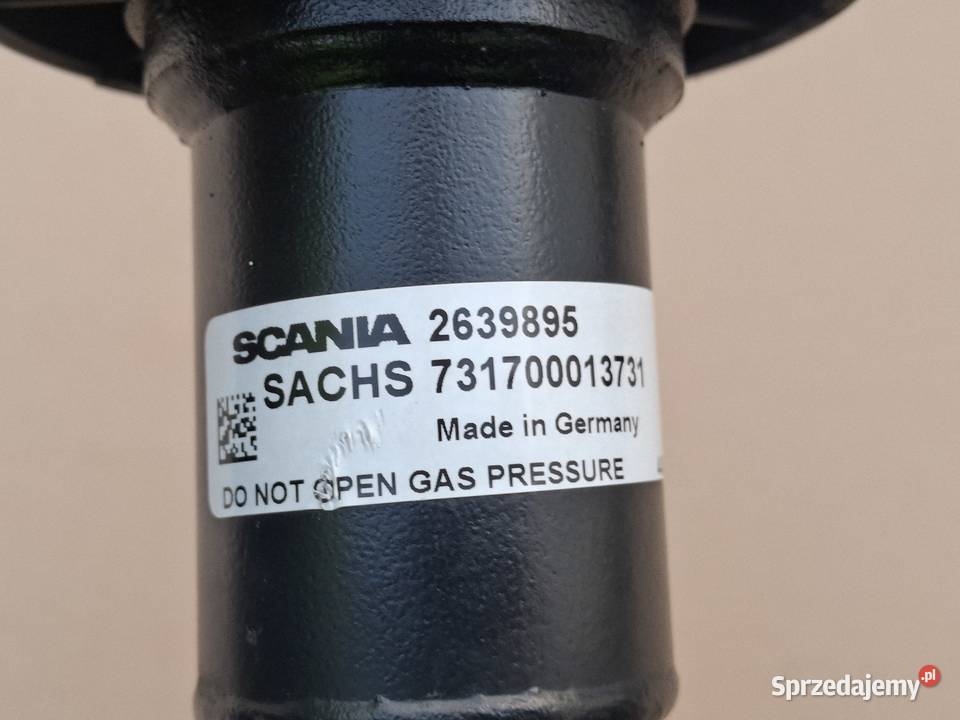 SCANIA 2639895
SACHS 731700013731
Made in Germany
DO NOT OPEN GAS PRESSURE
Sprzedajemy.pl